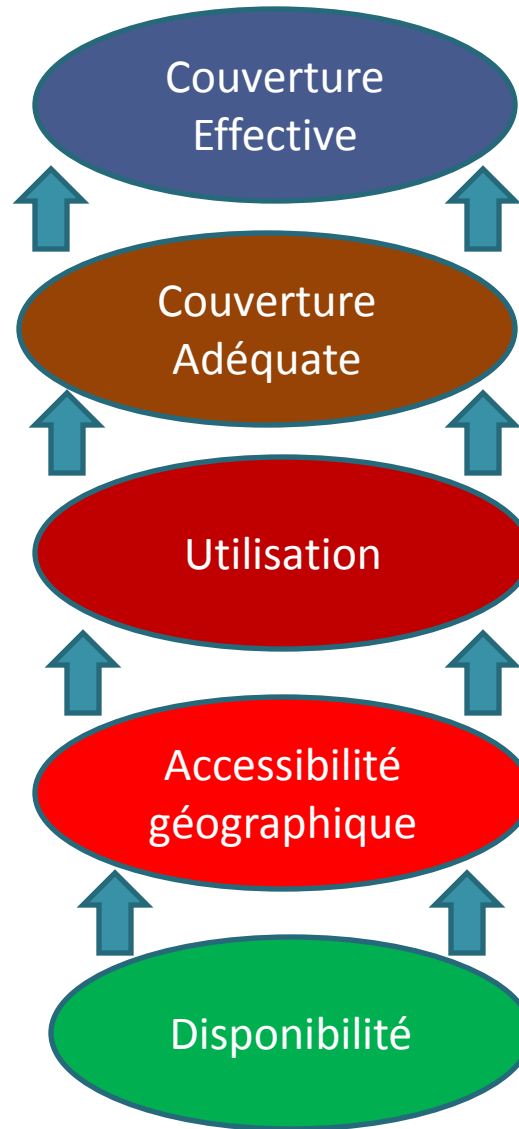 Couverture
Effective
Couverture
Adéquate
Utilisation
Accessibilité
géographique
Disponibilité